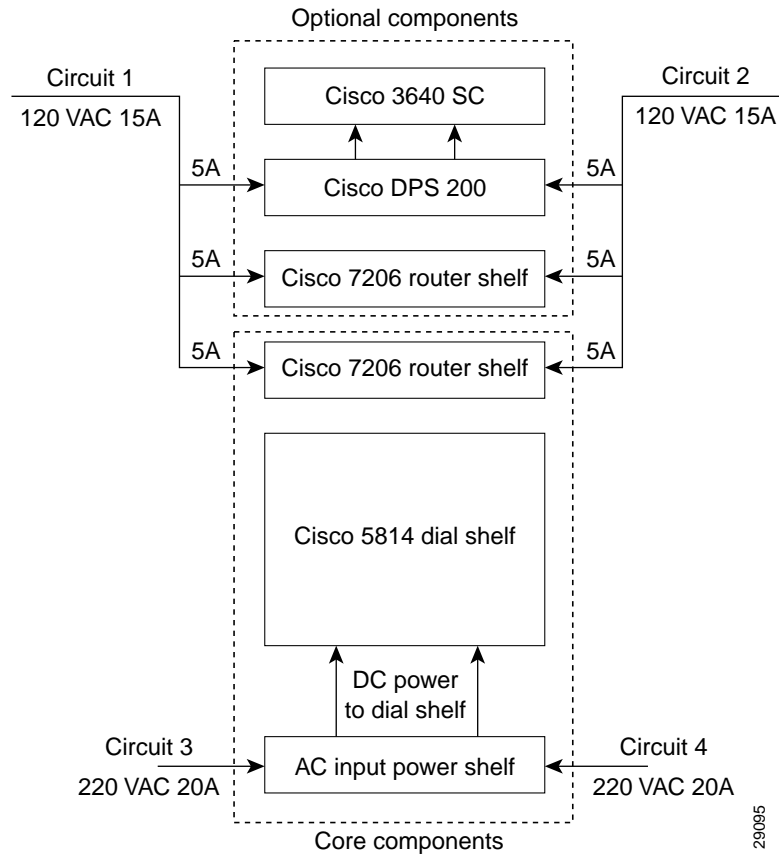 Optional components
Circuit 1
120 VAC 15A
Cisco 3640 SC
Circuit 2
120 VAC 15A
5A
Cisco DPS 200
5A
5A
Cisco 7206 router shelf
5A
5A
Cisco 7206 router shelf
5A
Cisco 5814 dial shelf
DC power
to dial shelf
Circuit 3
220 VAC 20A
AC input power shelf
Circuit 4
220 VAC 20A
Core components
29095